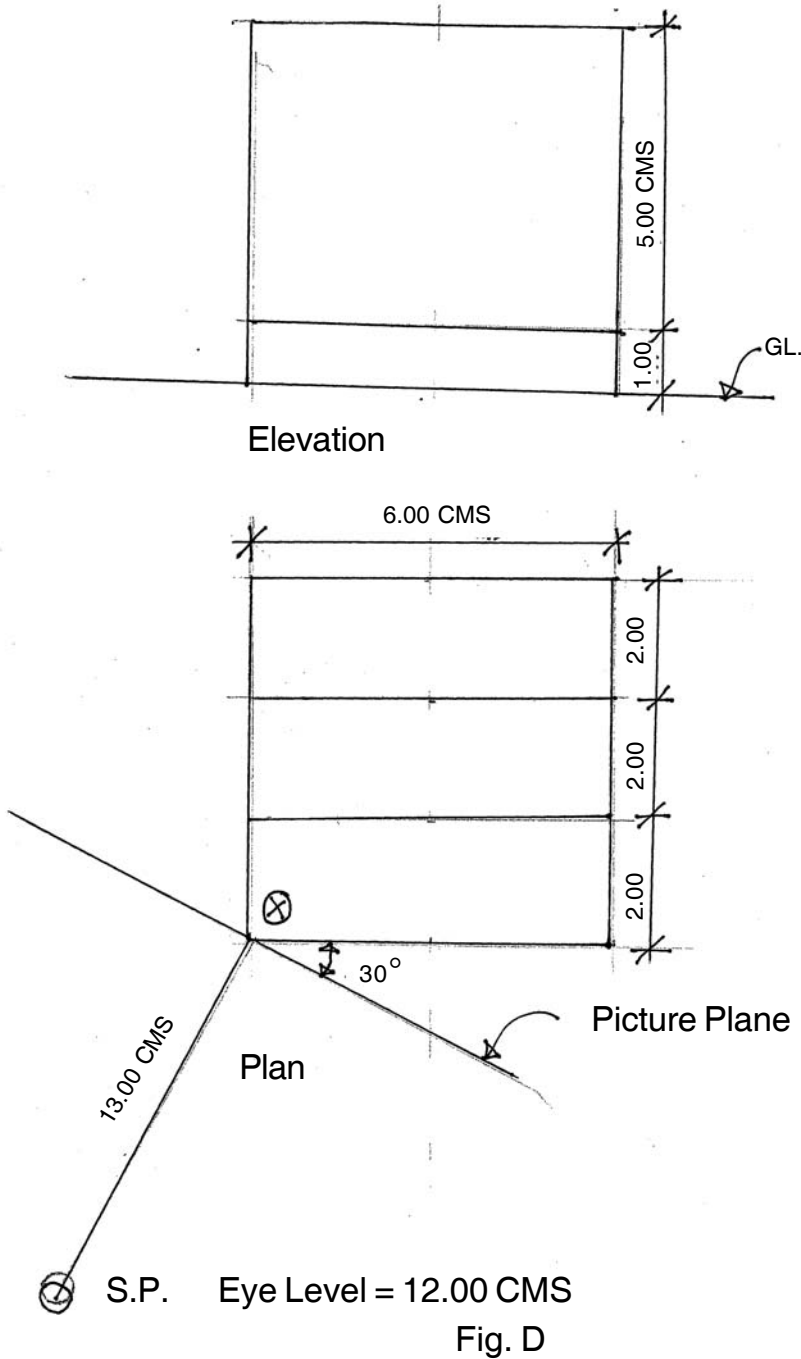 5.00 CMS
1.00
GL.
Elevation
6.00 CMS
2.00
2.00
2.00
30°
Picture Plane
13.00 CMS
Plan
S.P. Eye Level = 12.00 CMS
Fig. D